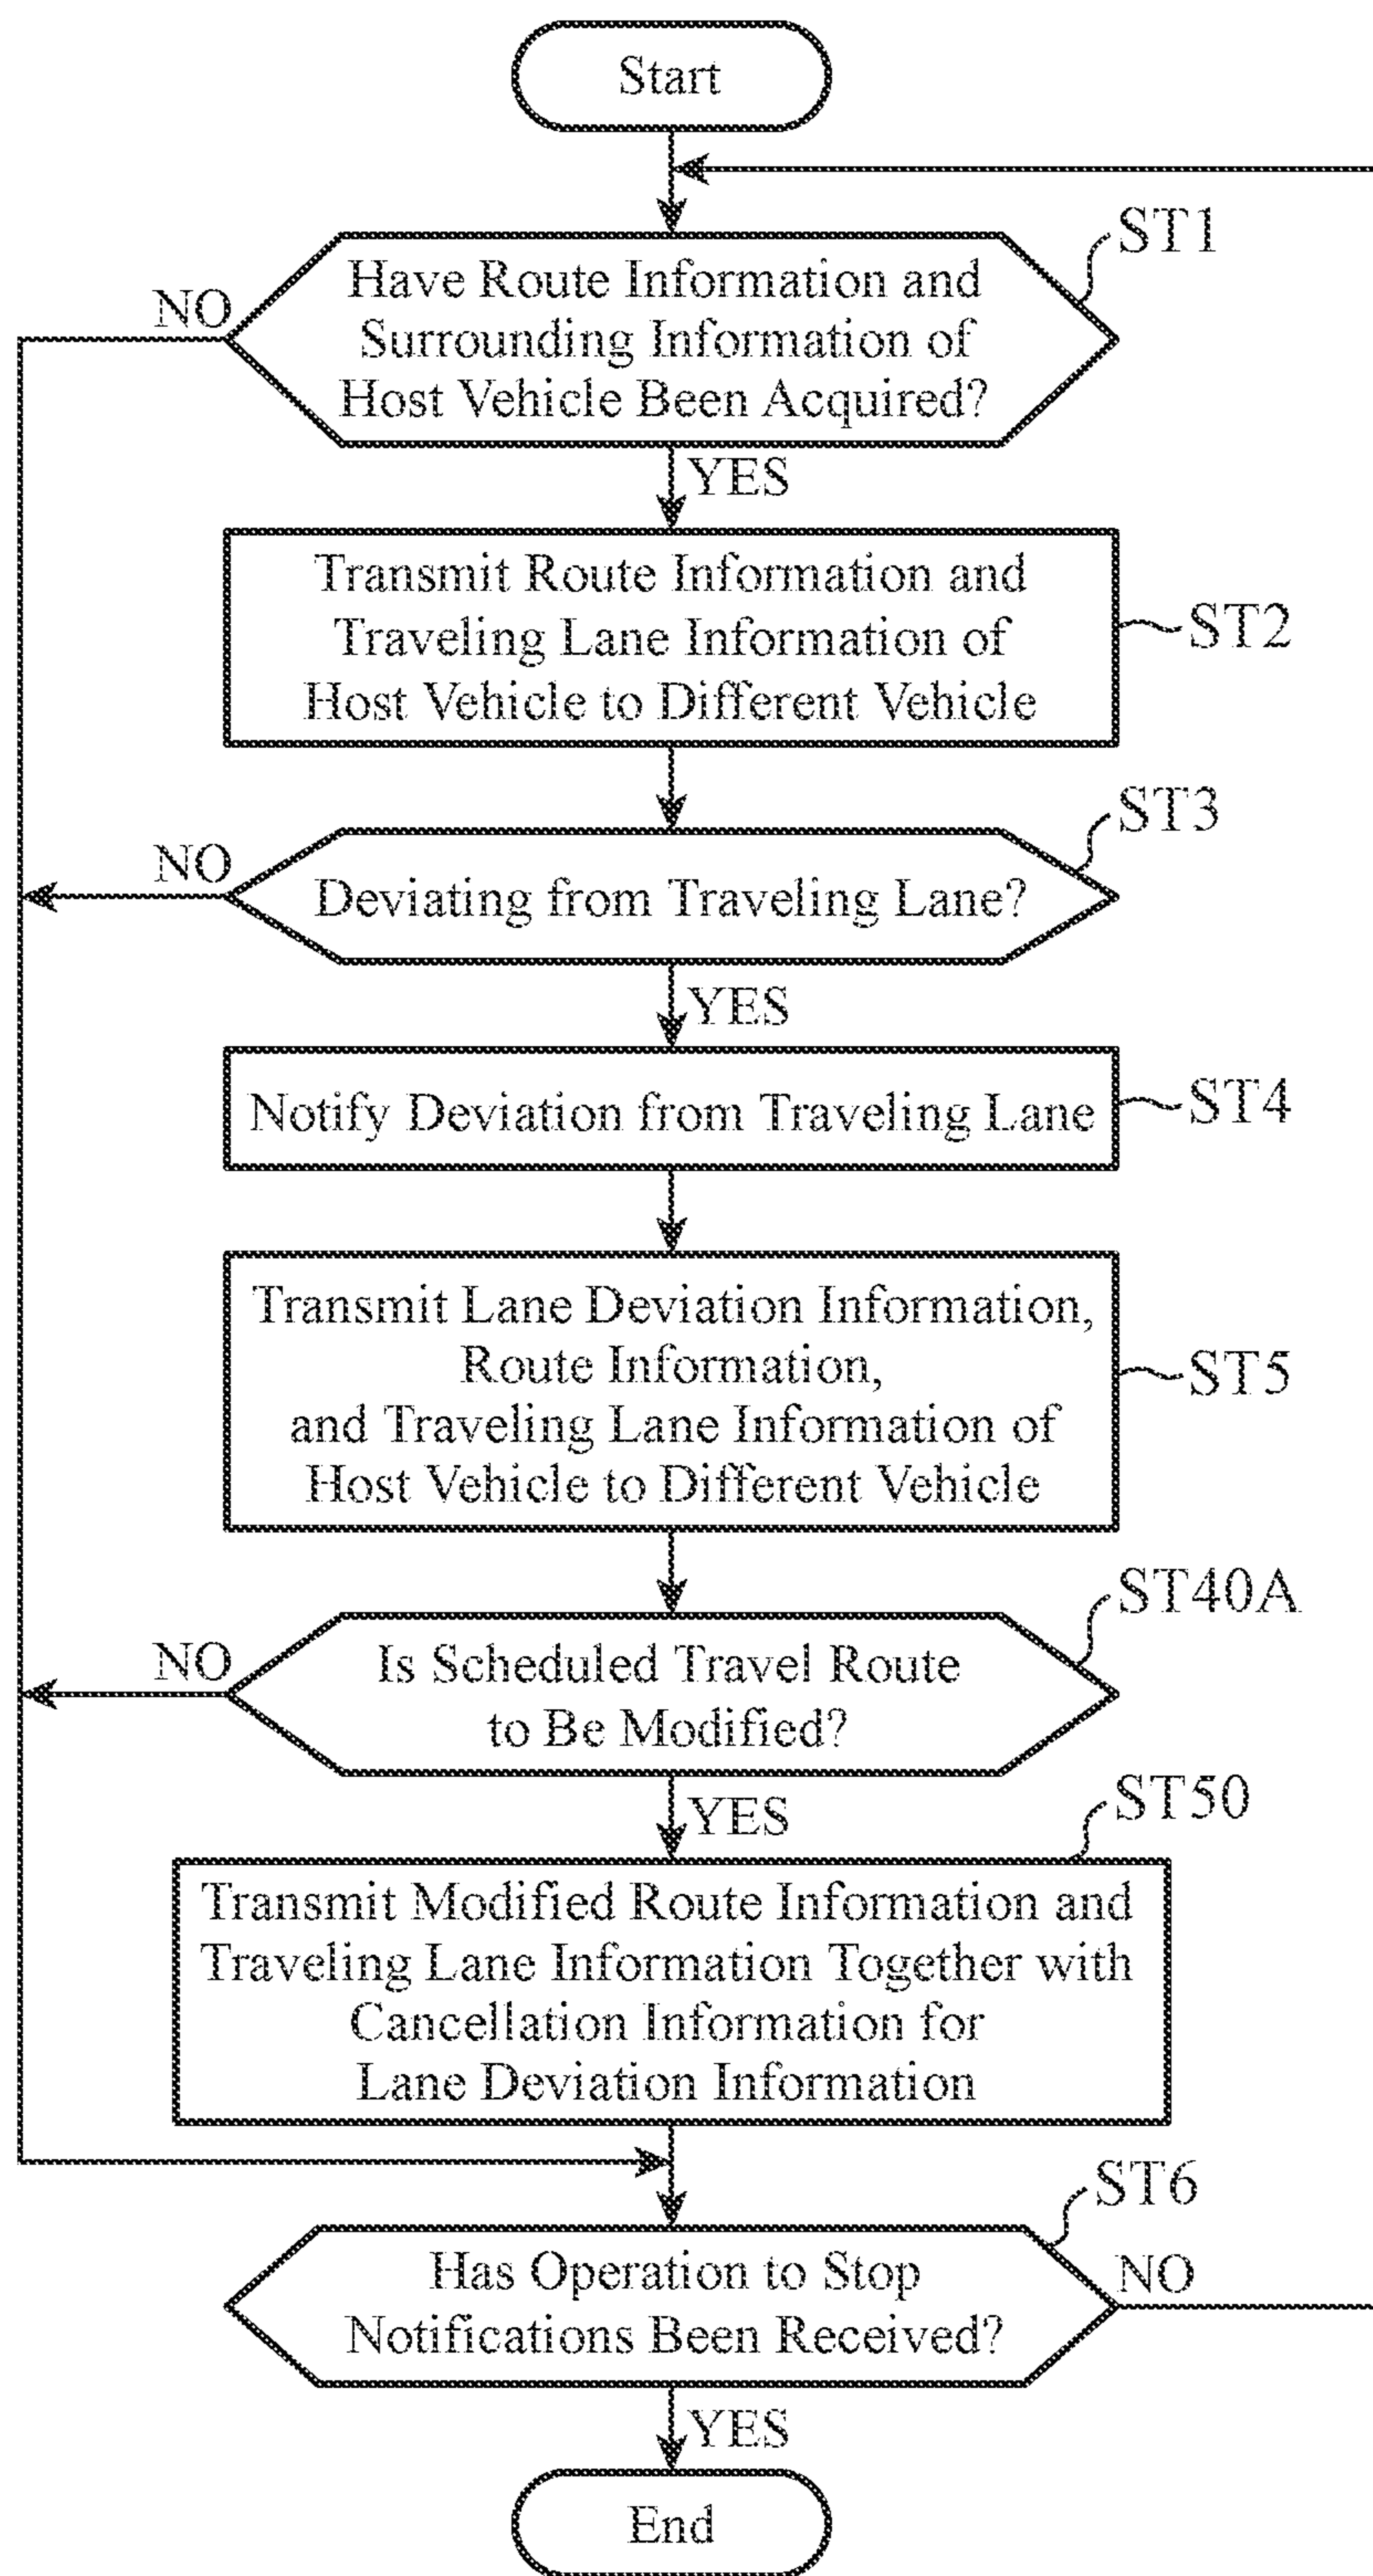 Start
ST1
Have Route Information and
Surrounding Information of
Host Vehicle Been Acquired?
NO
YES
Transmit Route Information and
Traveling Lane Information of
Host Vehicle to Different Vehicle
ST2
ST3
NO
Deviating from Traveling Lane?
YES
Notify Deviation from Traveling Lane
ST4
Transmit Lane Deviation Information,
Route Information,
and Traveling Lane Information of
Host Vehicle to Different Vehicle
ST5
ST40A
NO
Is Scheduled Travel Route
to Be Modified?
YES
ST50
Transmit Modified Route Information and
Traveling Lane Information Together with
Cancellation Information for
Lane Deviation Information
ST6
Has Operation to Stop
Notifications Been Received?
NO
YES
End